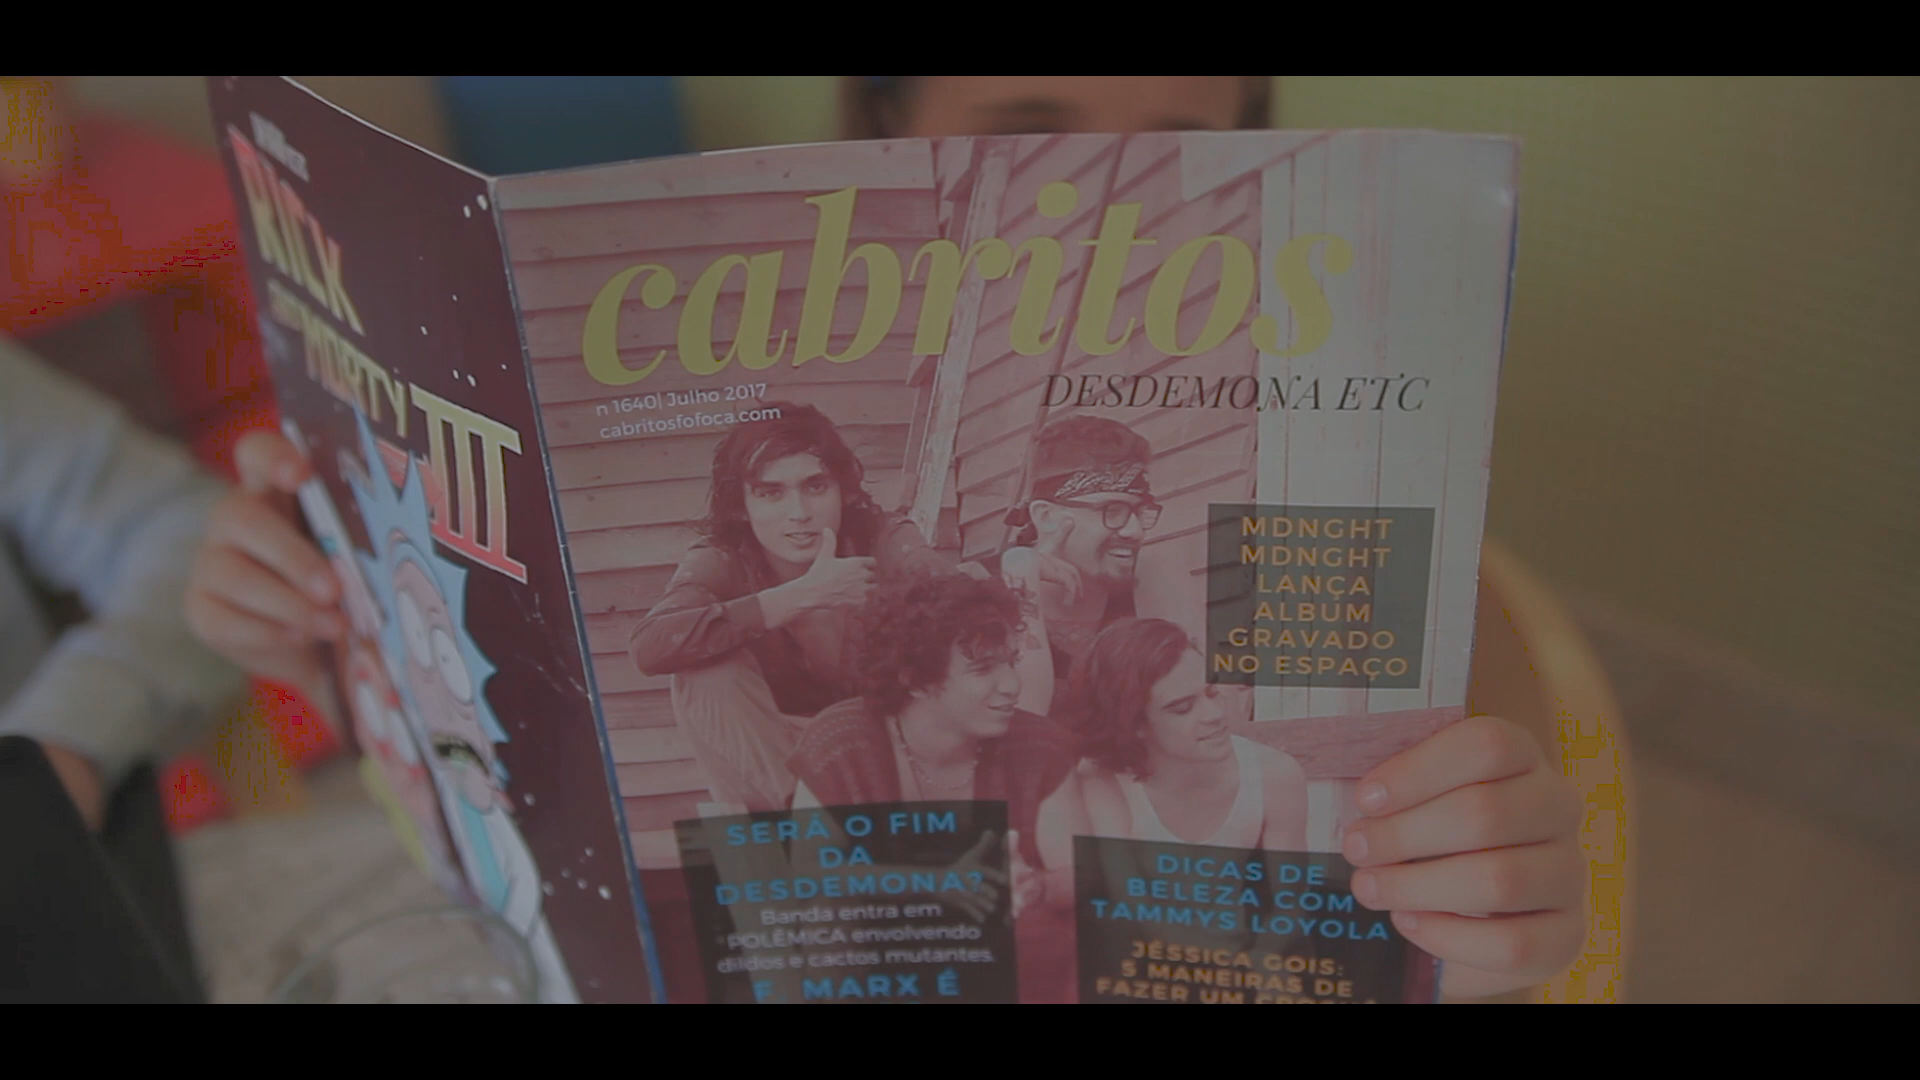 RICK
AND
MORTY
III
cabritos
DESDEMONA ETC
n 1640| Julho 2017
cabritosfofoca.com
MDNGHT
MDNGHT
LANÇA
ALBUM
GRAVADO
NO ESPAÇO
SERÁ O FIM
DA
DESDEMONA?
Banda entra em
POLÊMICA envolvendo
dildos e cactos mutantes.
MARX É
DICAS DE
BELEZA COM
TAMMYS LOYOLA
JÉSSICA GOIS:
5 MANEIRAS DE
FAZER UM